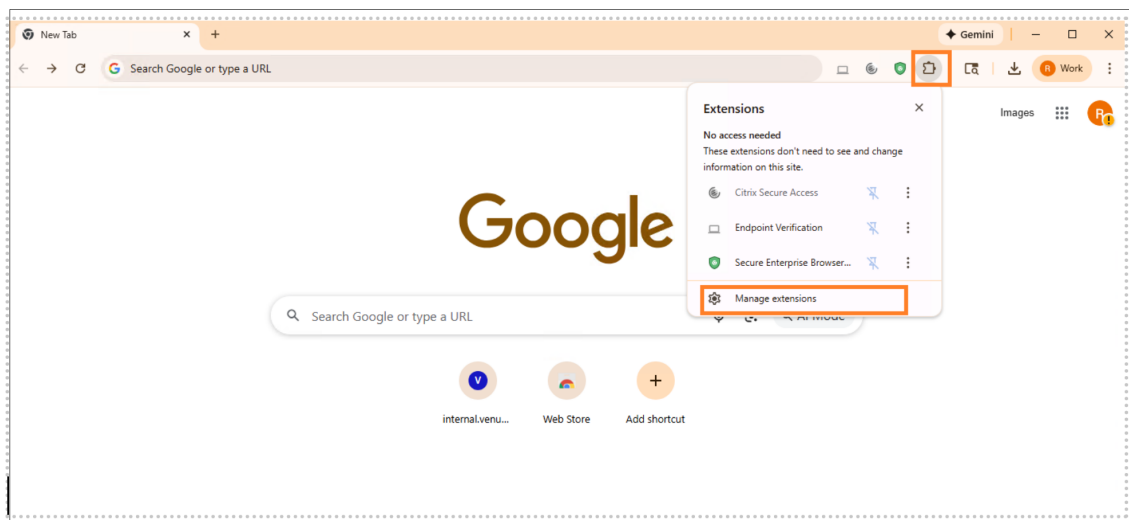 New Tab
Gemini
Search Google or type a URL
R Work
Extensions
No access needed
These extensions don't need to see and change
information on this site.
Citrix Secure Access
Endpoint Verification
Secure Enterprise Browser...
Manage extensions
Images
R
Google
Search Google or type a URL
AI Mode
V
internal.venu...
Web Store
Add shortcut